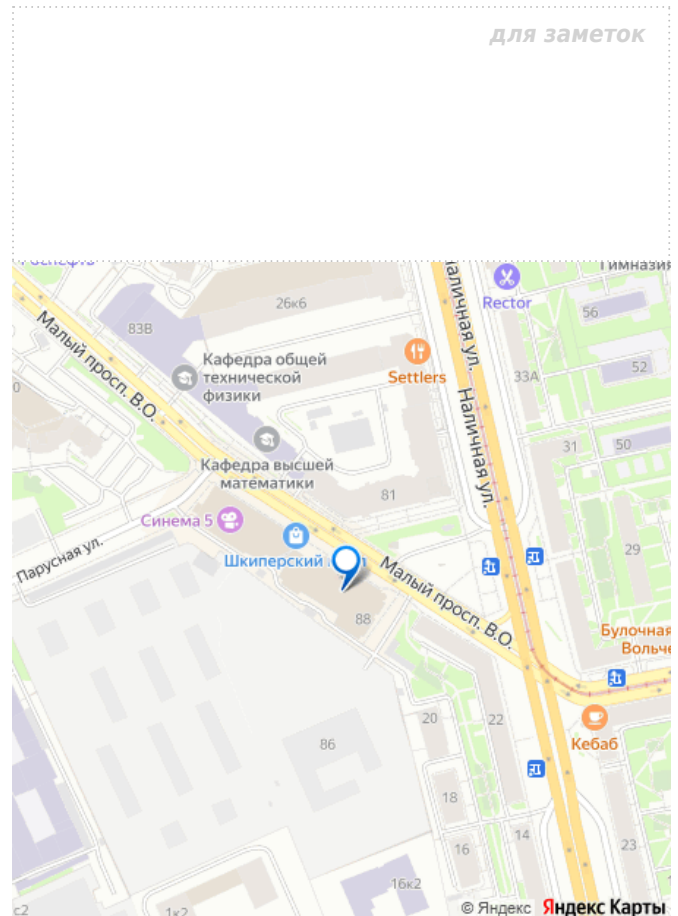 для заметок
Гимназия
Rector
Наличная ул.
26к6
56
83В
Малый просп. В.О.
Кафедра общей
технической
физики
Settlers
52
33А
Наличная ул.
Кафедра высшей
математики
31
50
81
Синема 5
Парусная ул.
Шкиперский
29
Малый просп. В.О.
88
Булочная
20
22
86
Кебаб
18
14
16
23
16к2
1к2
с2
© Яндекс Яндекс Карты